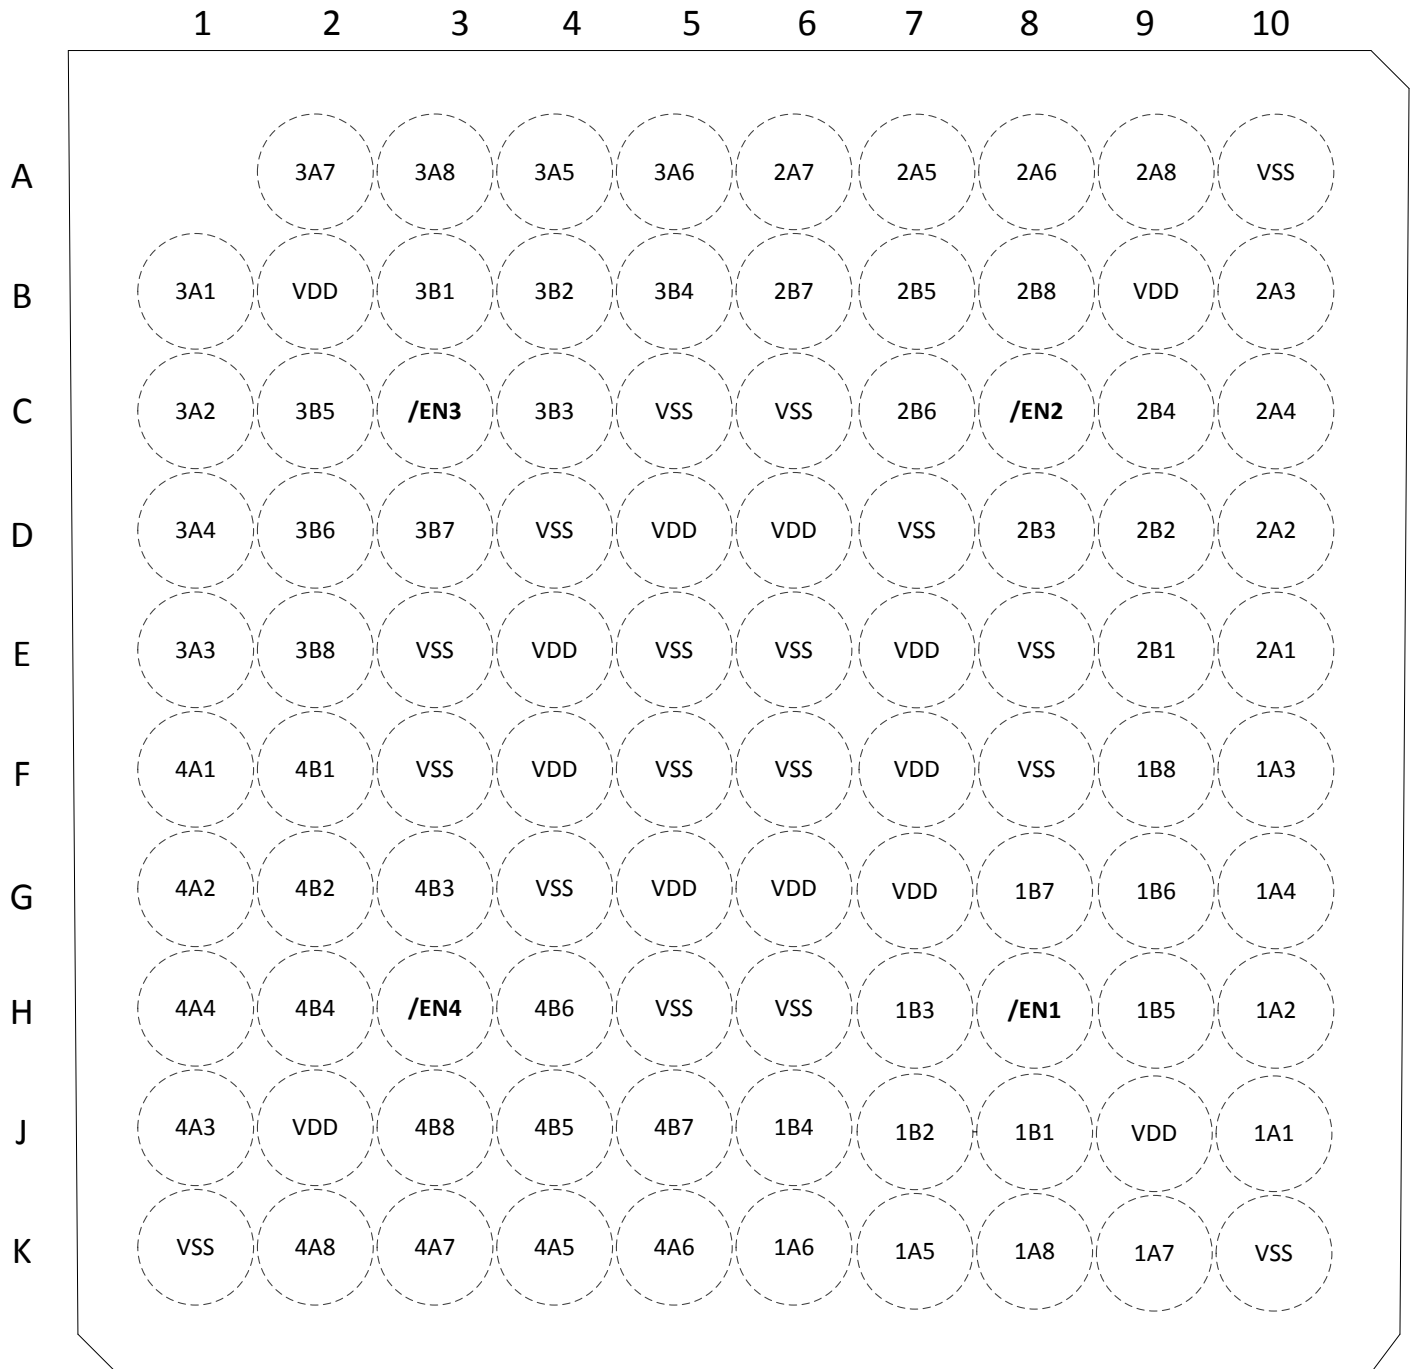 1 2 3 4 5 6 7 8 9 10
A 3A7 3A8 3A5 3A6 2A7 2A5 2A6 2A8 VSS
B 3A1 VDD 3B1 3B2 3B4 2B7 2B5 2B8 VDD 2A3
C 3A2 3B5 /EN3 3B3 VSS VSS 2B6 /EN2 2B4 2A4
D 3A4 3B6 3B7 VSS VDD VDD VSS 2B3 2B2 2A2
E 3A3 3B8 VSS VDD VSS VSS VDD VSS 2B1 2A1
F 4A1 4B1 VSS VDD VSS VSS VDD VSS 1B8 1A3
G 4A2 4B2 4B3 VSS VDD VDD VDD 1B7 1B6 1A4
H 4A4 4B4 /EN4 4B6 VSS VSS 1B3 /EN1 1B5 1A2
J 4A3 VDD 4B8 4B5 4B7 1B4 1B2 1B1 VDD 1A1
K VSS 4A8 4A7 4A5 4A6 1A6 1A5 1A8 1A7 VSS